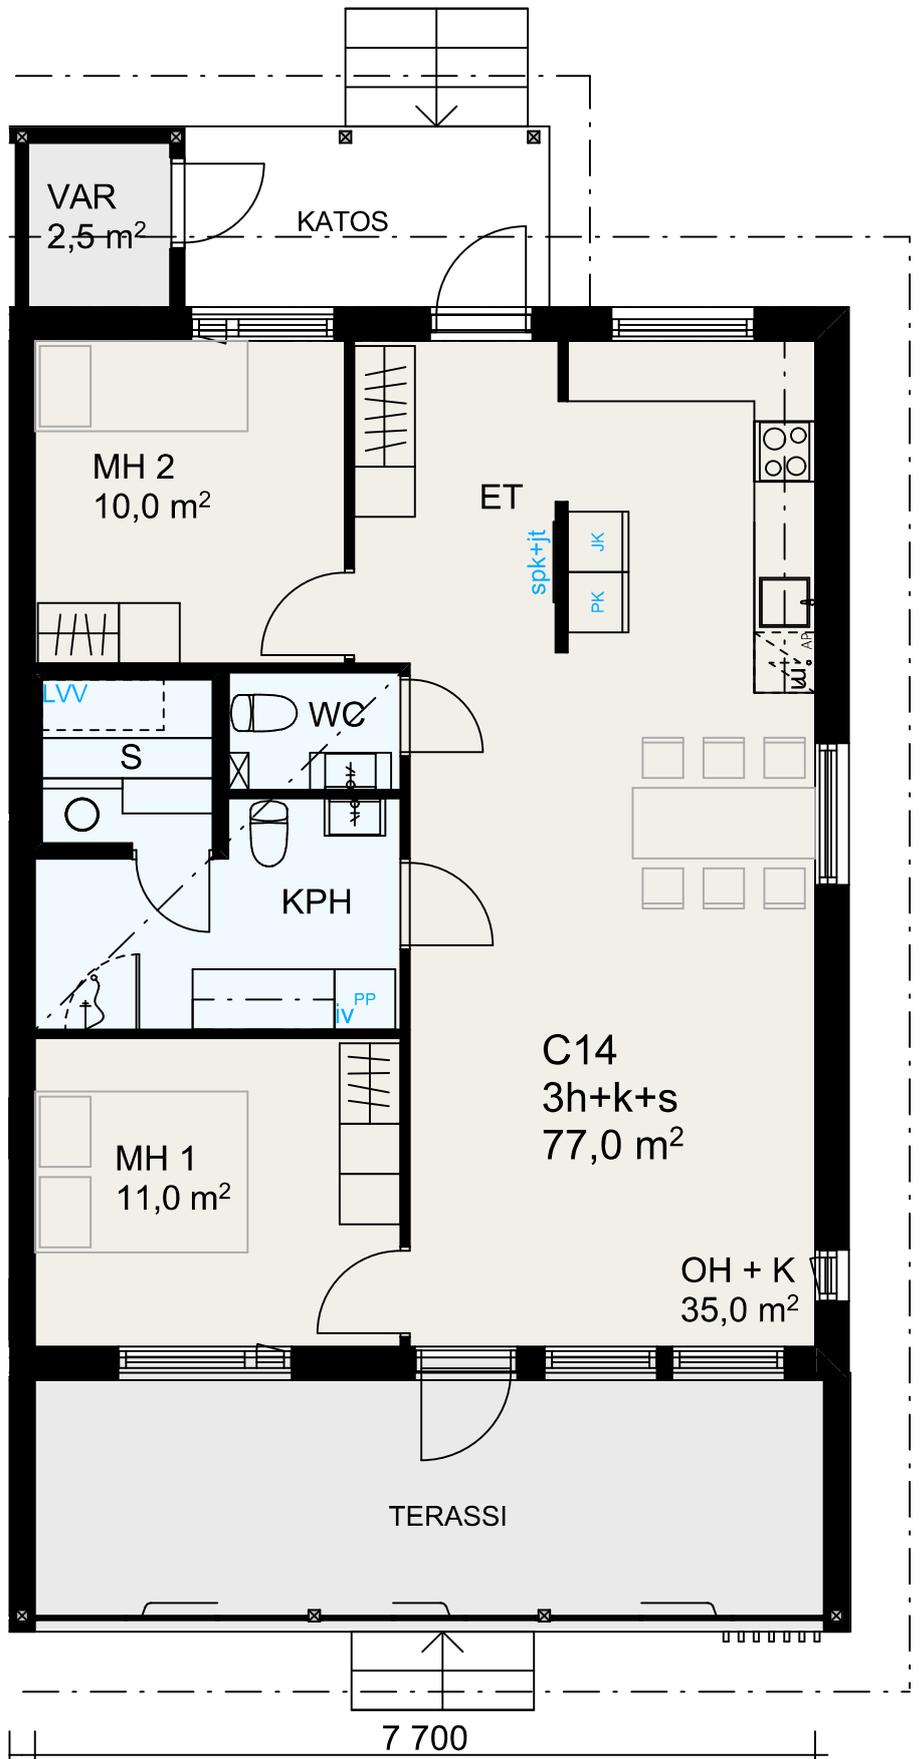 VAR
2,5 m²
KATOS
MH 2
10,0 m²
ET
spk+jt
JK
PK
AP
m.
LVV
S
WC
KPH
iv
PP
C14
3h+k+s
77,0 m²
MH 1
11,0 m²
OH + K
35,0 m²
TERASSI
7 700